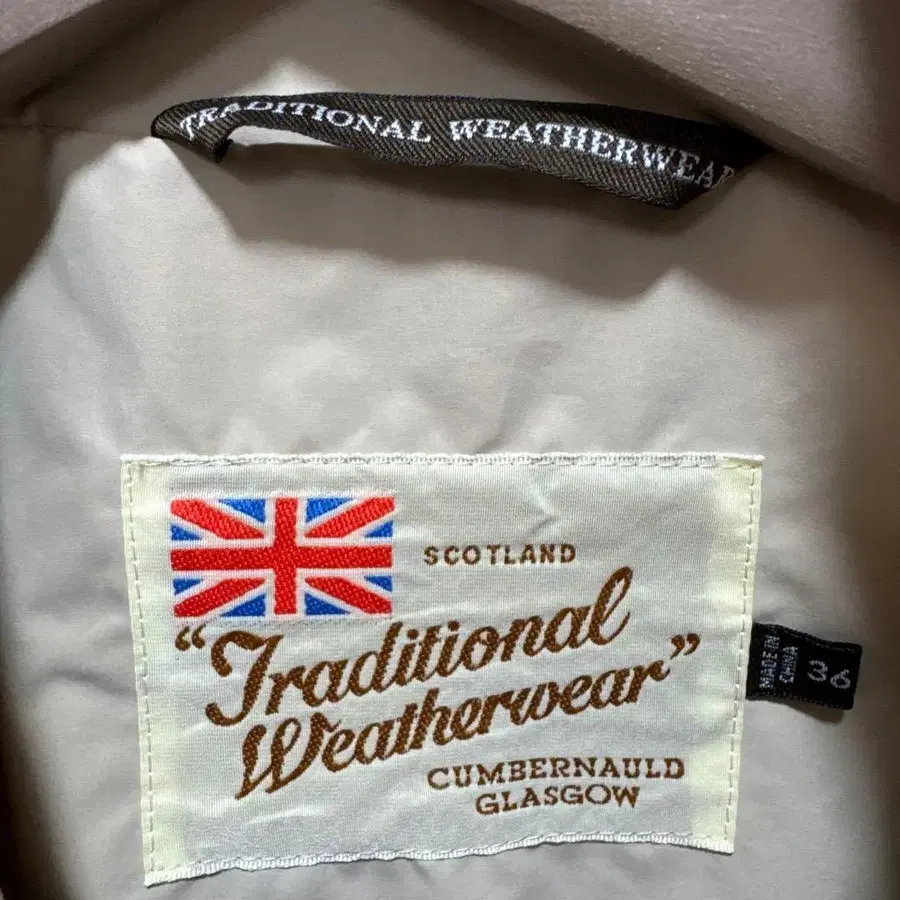 TRADITIONAL WEATHERWEAR
SCOTLAND
“Traditional
Weatherwear”
CUMBERNAULD
GLASGOW
MADE IN
CHINA
36